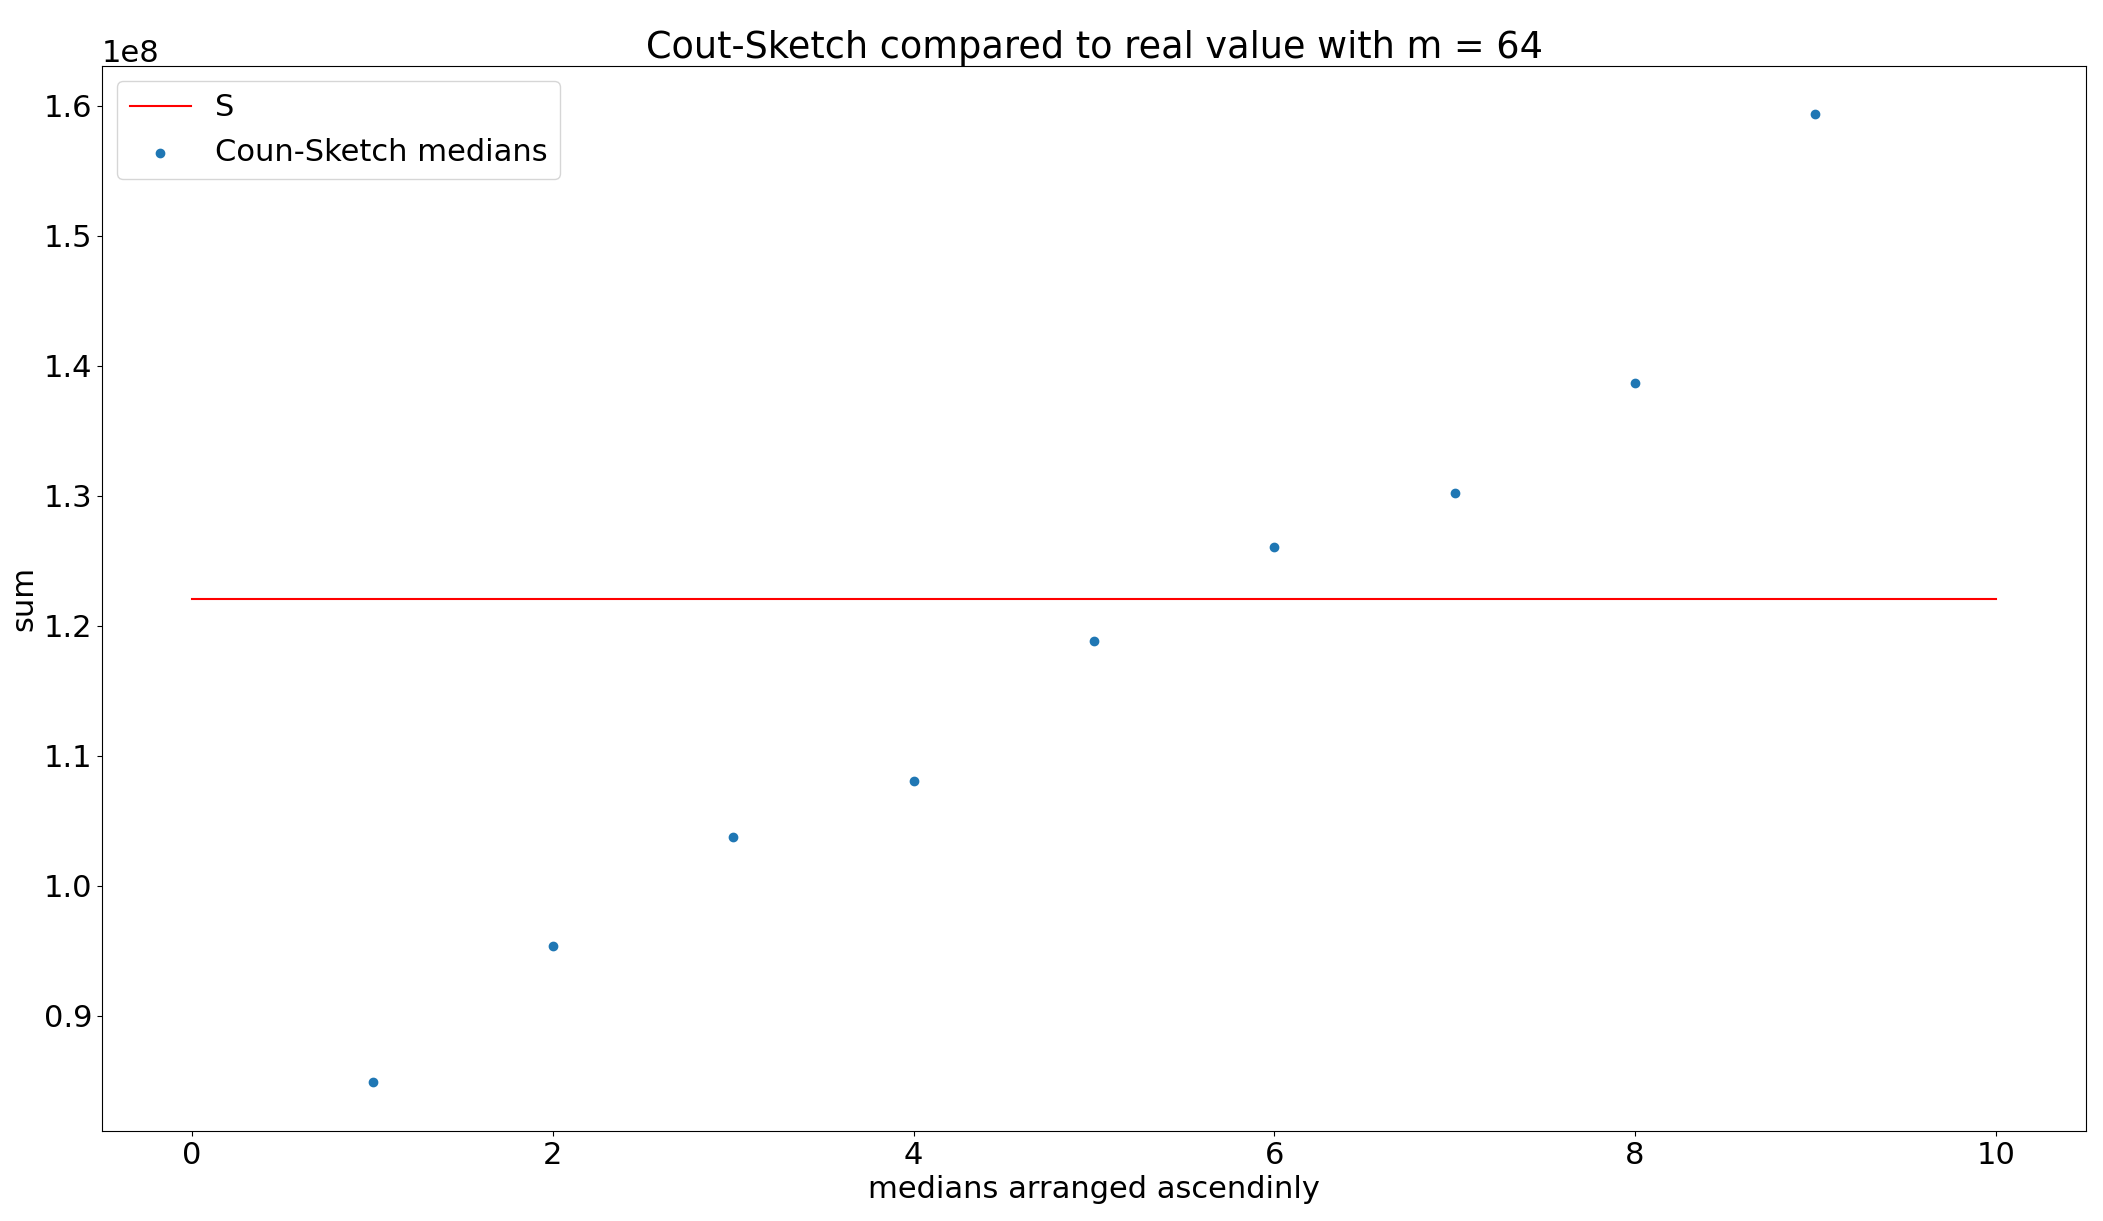 Cout-Sketch compared to real value with m = 64
1e8
S
Coun-Sketch medians
1.6
1.5
1.4
1.3
1.2
1.1
1.0
0.9
sum
0 2 4 6 8 10
medians arranged ascendinly